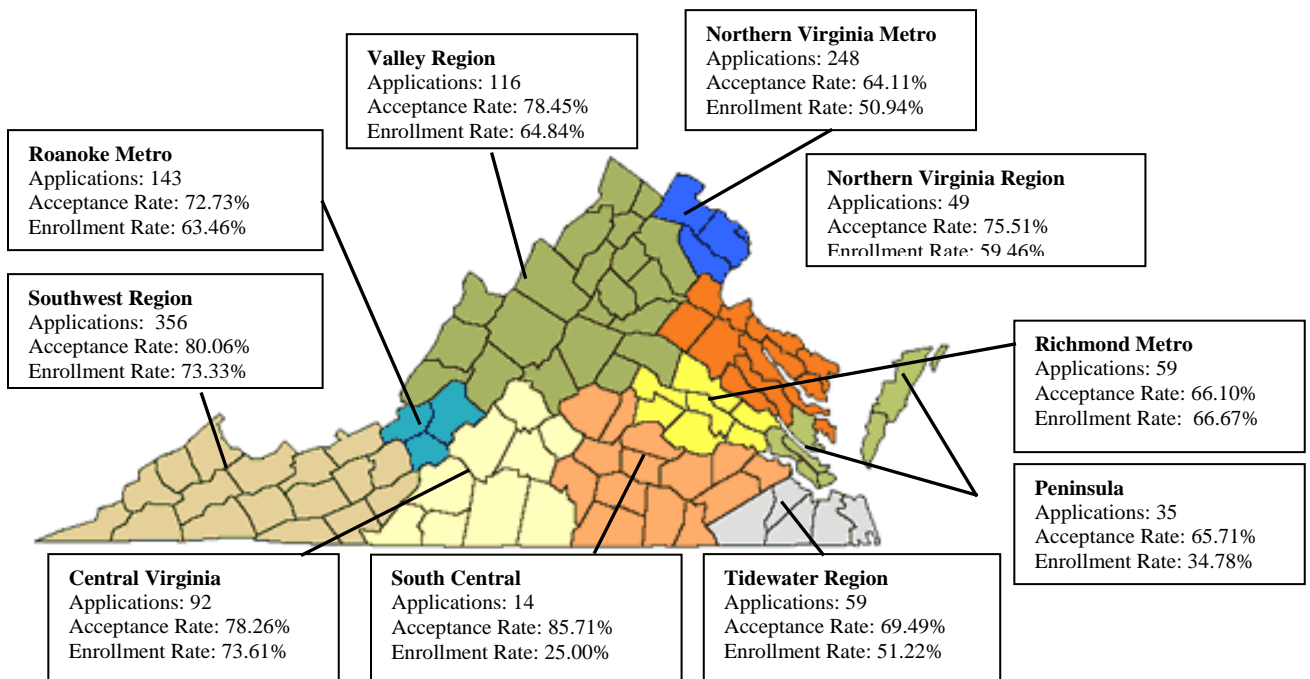 Northern Virginia Metro
Applications: 248
Acceptance Rate: 64.11%
Enrollment Rate: 50.94%
Valley Region
Applications: 116
Acceptance Rate: 78.45%
Enrollment Rate: 64.84%
Roanoke Metro
Applications: 143
Acceptance Rate: 72.73%
Enrollment Rate: 63.46%
Northern Virginia Region
Applications: 49
Acceptance Rate: 75.51%
Enrollment Rate: 59.46%
Southwest Region
Applications: 356
Acceptance Rate: 80.06%
Enrollment Rate: 73.33%
Richmond Metro
Applications: 59
Acceptance Rate: 66.10%
Enrollment Rate: 66.67%
Peninsula
Applications: 35
Acceptance Rate: 65.71%
Enrollment Rate: 34.78%
Central Virginia
Applications: 92
Acceptance Rate: 78.26%
Enrollment Rate: 73.61%
South Central
Applications: 14
Acceptance Rate: 85.71%
Enrollment Rate: 25.00%
Tidewater Region
Applications: 59
Acceptance Rate: 69.49%
Enrollment Rate: 51.22%